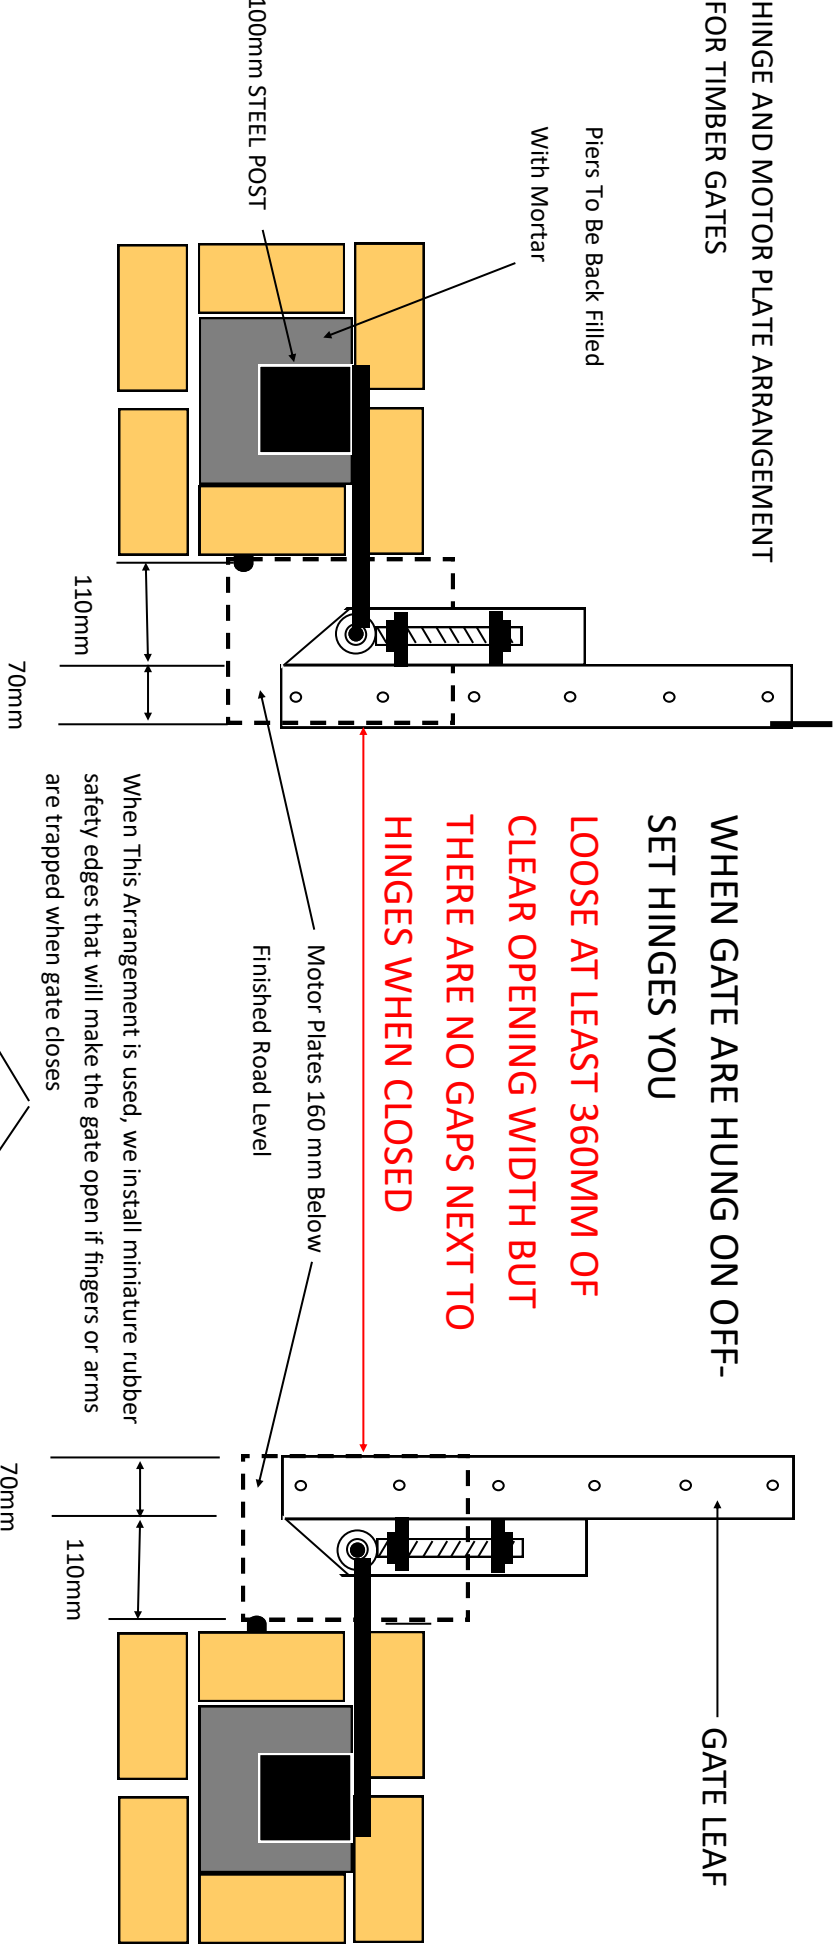 HINGE AND MOTOR PLATE ARRANGEMENT
FOR TIMBER GATES
Piers To Be Back Filled
With Mortar
100mm STEEL POST
WHEN GATE ARE HUNG ON OFF-
SET HINGES YOU
LOOSE AT LEAST 360MM OF
CLEAR OPENING WIDTH BUT
THERE ARE NO GAPS NEXT TO
HINGES WHEN CLOSED
GATE LEAF
Motor Plates 160 mm Below
Finished Road Level
110mm
70mm
When This Arrangement is used, we install miniature rubber
safety edges that will make the gate open if fingers or arms
are trapped when gate closes
110mm
70mm